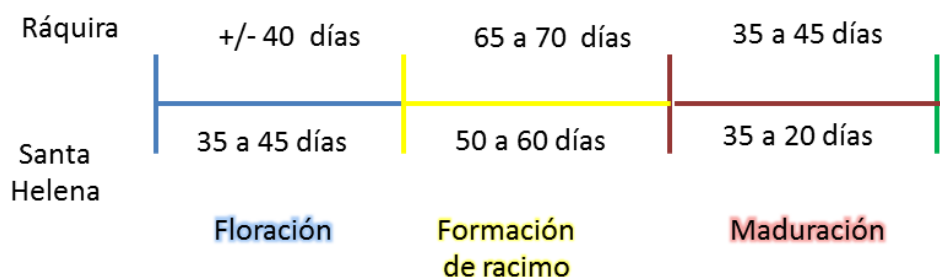 Ráquira +/- 40 días 65 a 70 días 35 a 45 días
Santa Helena 35 a 45 días 50 a 60 días 35 a 20 días
Floración Formación de racimo Maduración